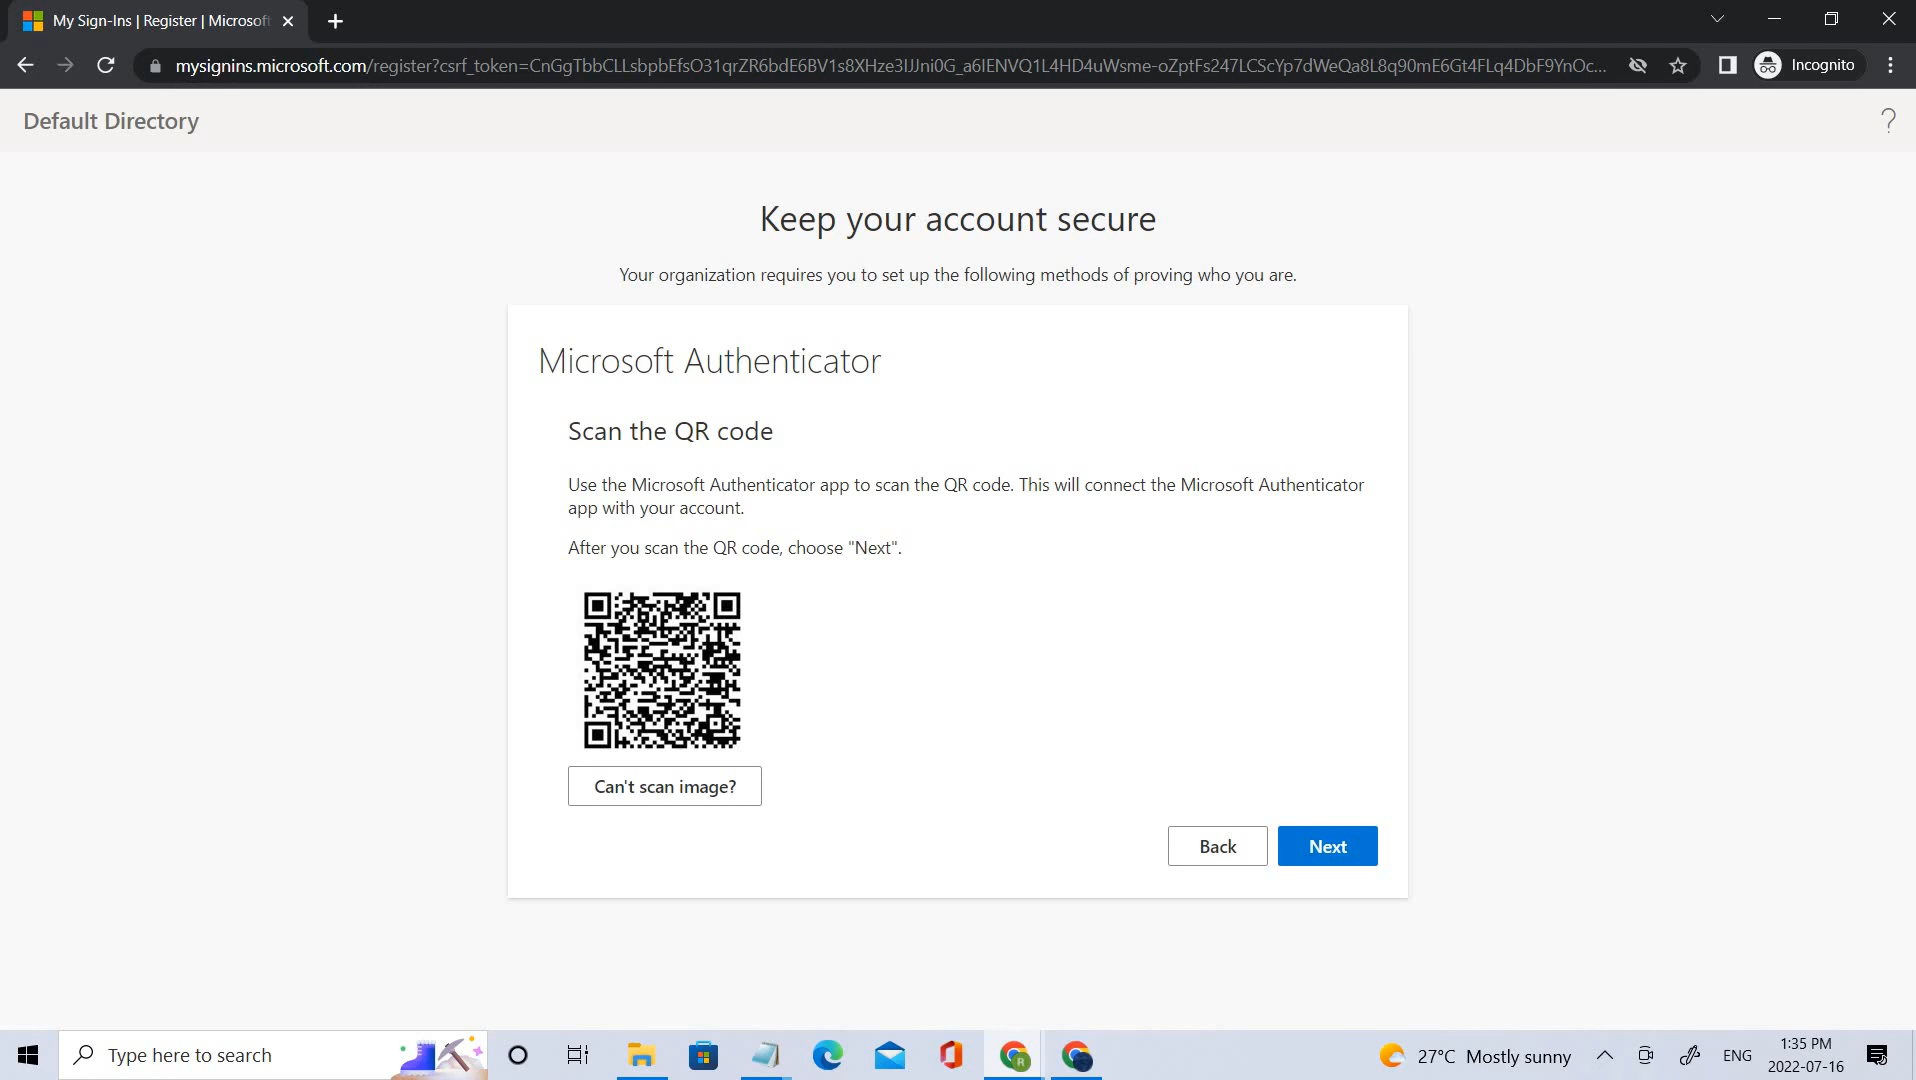 My Sign-Ins | Register | Microsoft
mysignins.microsoft.com/register?csrf_token=CnGgTbbCLLsbpbEfsO31qrZR6bdE6BV1s8XHze3IJJni0G_a6IENVQ1L4HD4uWsme-oZptFs247LCScYp7dWeQa8L8q90mE6Gt4FLq4DbF9YnOc...
Incognito
Default Directory
?
Keep your account secure
Your organization requires you to set up the following methods of proving who you are.
Microsoft Authenticator
Scan the QR code
Use the Microsoft Authenticator app to scan the QR code. This will connect the Microsoft Authenticator
app with your account.
After you scan the QR code, choose "Next".
Can't scan image?
Back
Next
Type here to search
27°C Mostly sunny
ENG
1:35 PM
2022-07-16